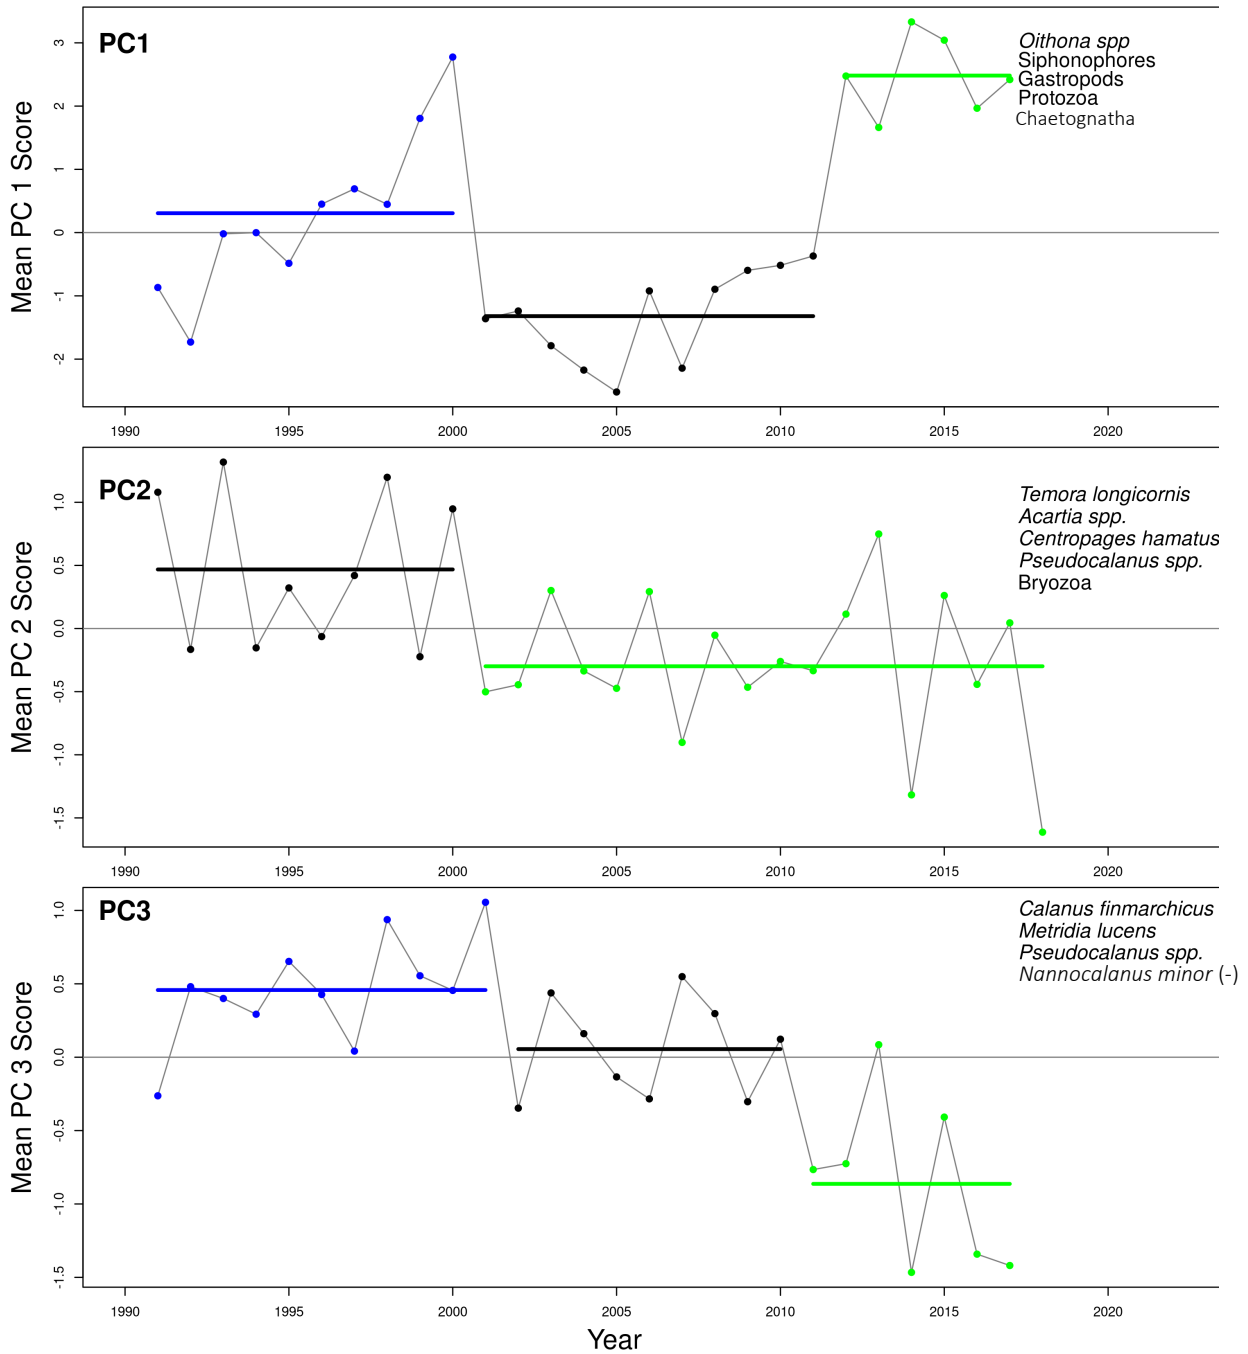 PC1
Oithona spp
Siphonophores
Gastropods
Protozoa
Chaetognatha
Mean PC 1 Score
3
2
1
0
-1
-2
1990 1995 2000 2005 2010 2015 2020
PC2
Temora longicornis
Acartia spp.
Centropages hamatus
Pseudocalanus spp.
Bryozoa
Mean PC 2 Score
1.0
0.5
0.0
-0.5
-1.0
-1.5
1990 1995 2000 2005 2010 2015 2020
PC3
Calanus finmarchicus
Metridia lucens
Pseudocalanus spp.
Nannocalanus minor (-)
Mean PC 3 Score
1.0
0.5
0.0
-0.5
-1.0
-1.5
1990 1995 2000 2005 2010 2015 2020
Year